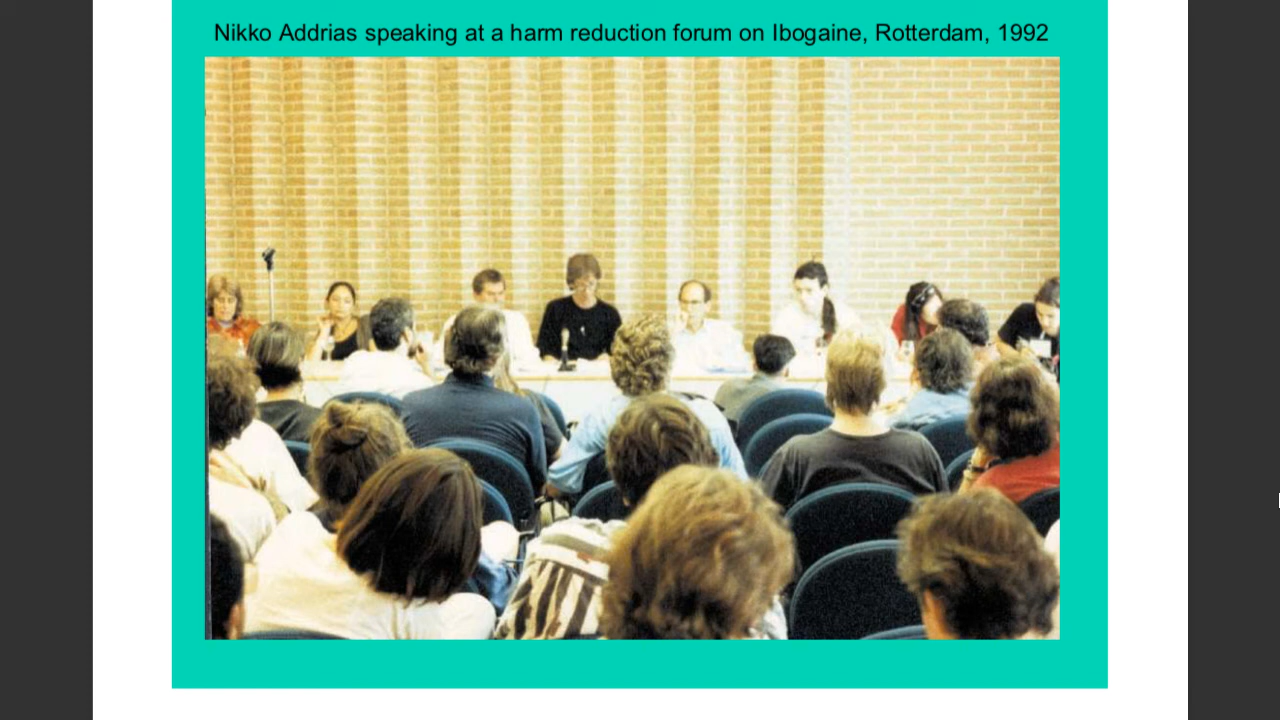 Nikko Addrias speaking at a harm reduction forum on Ibogaine, Rotterdam, 1992